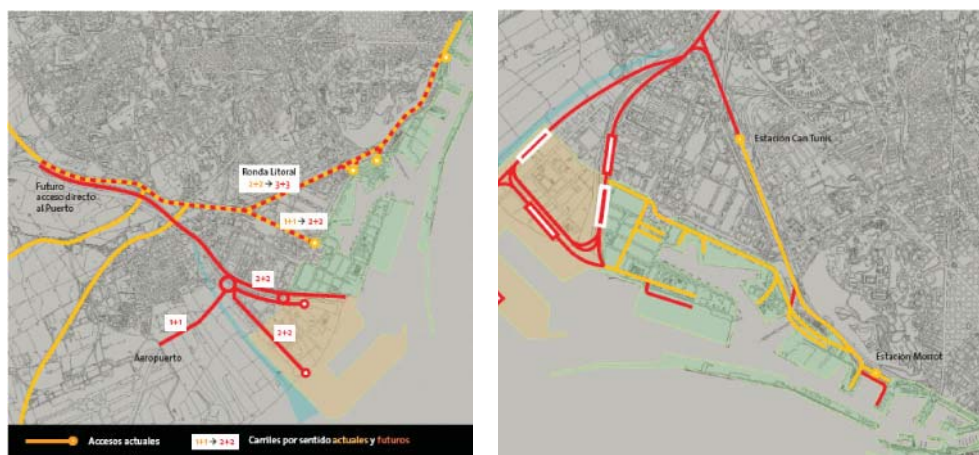 Ronda Litoral
2+2 → 3+3
Futuro
acceso directo
al Puerto
1+1 → 2+2
2+2
1+1
2+2
Aeropuerto
Accesos actuales
1+1 → 2+2
Carriles por sentido actuales y futuros
Estación Can Tunis
Estación Morrot